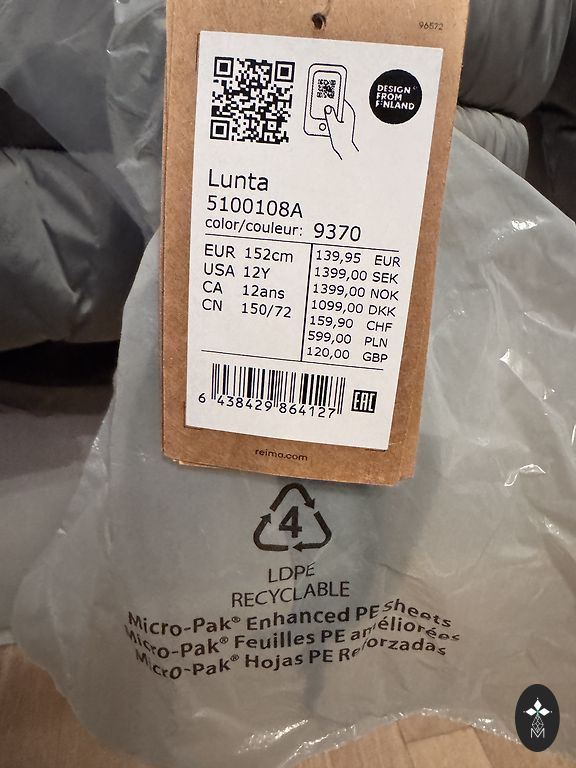 96572
DESIGN
FROM
FINLAND
Lunta
5100108A
color/couleur: 9370
EUR 152cm
USA 12Y
CA 12ans
CN 150/72
139,95 EUR
1399,00 SEK
1399,00 NOK
1099,00 DKK
159,90 CHF
599,00 PLN
120,00 GBP
6 438429 864127
EAC
reima.com
4
LDPE
RECYCLABLE
Micro-Pak® Enhanced PE Sheets
Micro-Pak® Feuilles PE améliorées
Micro-Pak® Hojas PE Reforzadas
M